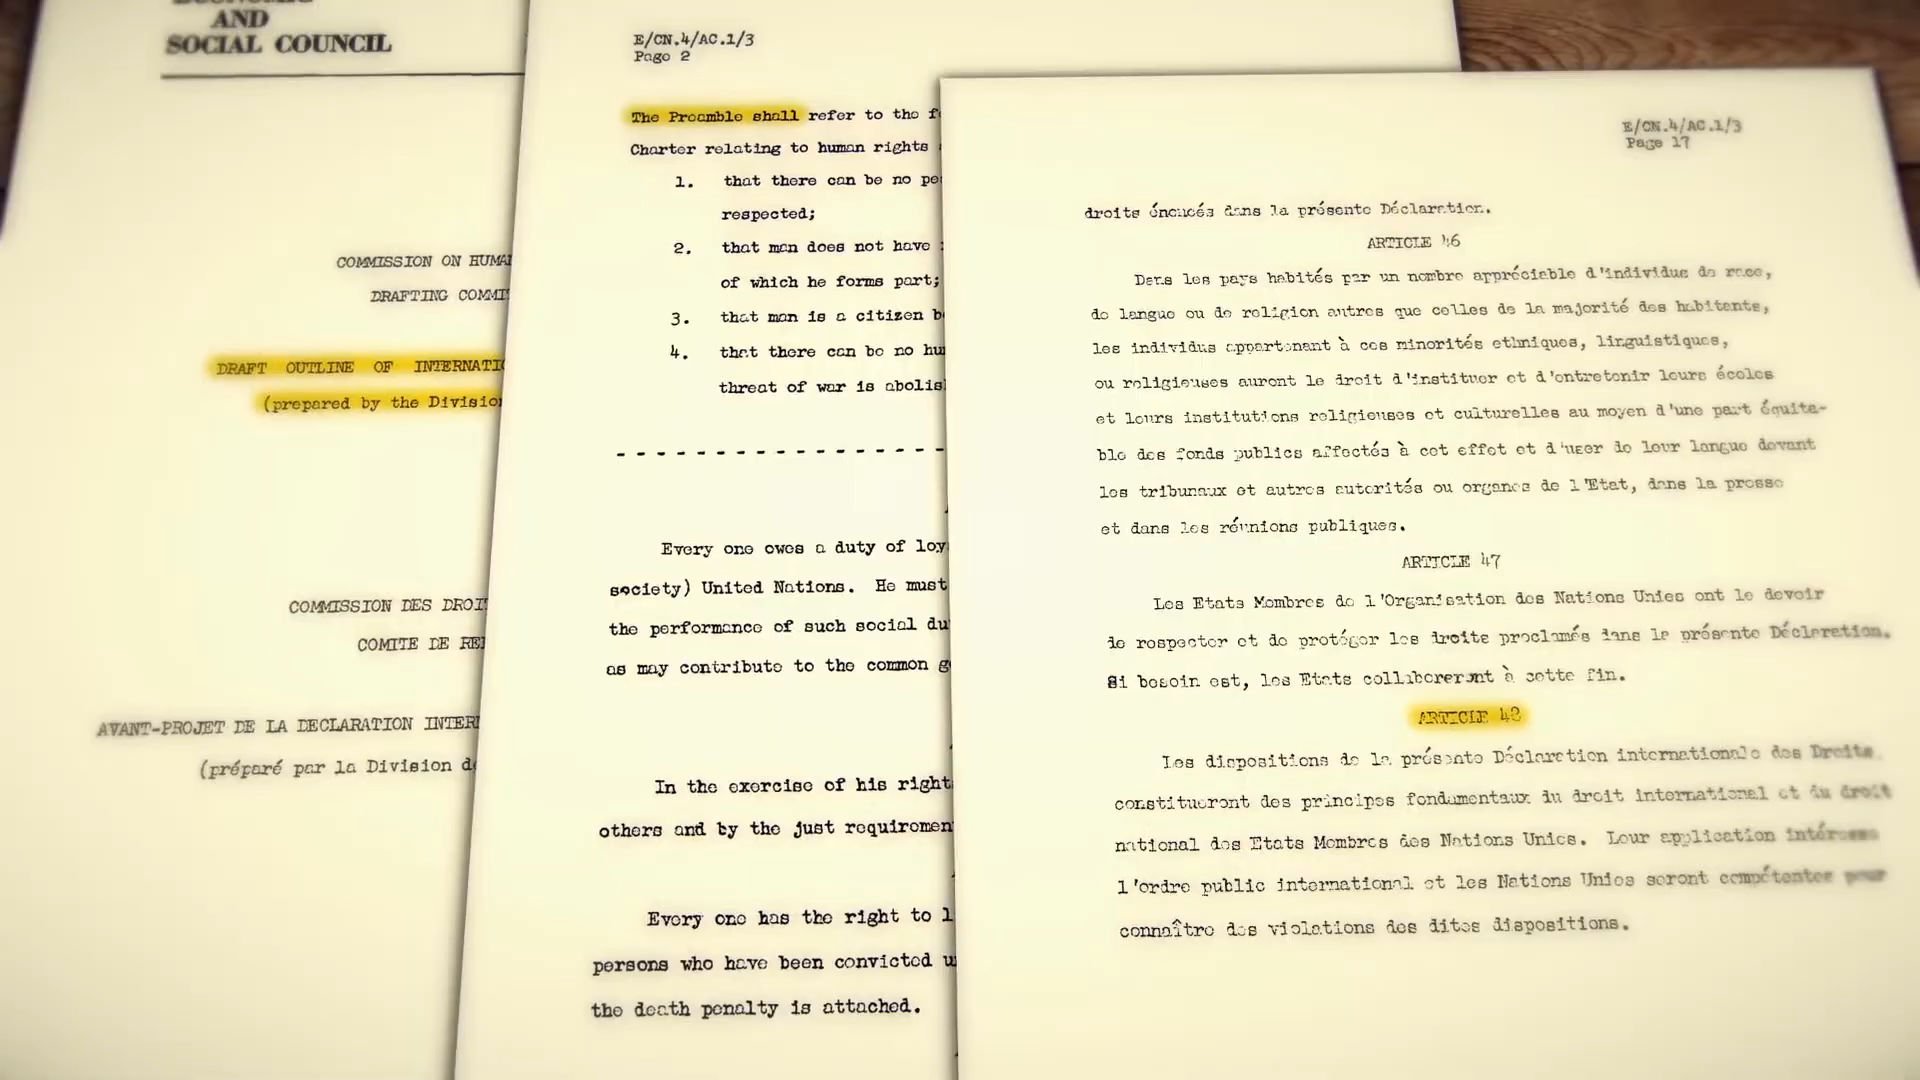 AND
SOCIAL COUNCIL
COMMISSION ON HUMA
DRAFTING COMMI
DRAFT OUTLINE OF INTERNATI
(prepared by the Division
COMMISSION DES DROI
COMITE DE RE
AVANT-PROJET DE LA DECLARATION INTER
(préparé par la Division d
E/CN.4/AC.1/3
Page 2
The Preamble shall refer to the f
Charter relating to human rights
1. that there can be no pe
respected;
2. that man does not have
of which he forms part;
3. that man is a citizen b
4. that there can be no hu
threat of war is abolis
Every one owes a duty of loy
society) United Nations. He must
the performance of such social du
as may contribute to the common g
In the exercise of his right
others and by the just requiremen
Every one has the right to l
persons who have been convicted u
the death penalty is attached.
E/CN.4/AC.1/3
Page 17
droits énoncés dans la présente Déclaration.
ARTICLE 46
Dans les pays habités par un nombre appréciable d'individus de race,
de langue ou de religion autres que celles de la majorité des habitants,
les individus appartenant à ces minorités ethniques, linguistiques,
ou religieuses auront le droit d'instituer et d'entretenir leurs écoles
et leurs institutions religieuses et culturelles au moyen d'une part équita-
ble des fonds publics affectés à cet effet et d'user de leur langue devant
les tribunaux et autres autorités ou organes de l'Etat, dans la presse
et dans les réunions publiques.
ARTICLE 47
Les Etats Membres de l'Organisation des Nations Unies ont le devoir
de respecter et de protéger les droits proclamés dans la présente Déclaration.
Si besoin est, les Etats collaboreront à cette fin.
ARTICLE 48
Les dispositions de la présente Déclaration internationale des Droits
constitueront des principes fondamentaux du droit international et du droit
national des Etats Membres des Nations Unies. Leur application intéresse
l'ordre public international et les Nations Unies seront compétentes pour
connaître des violations des dites dispositions.